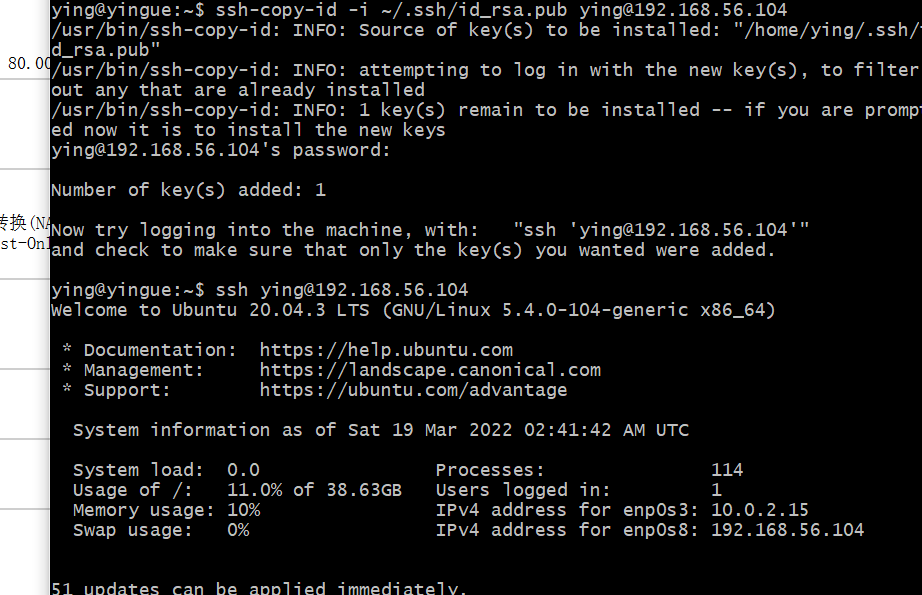 80.00
转换(NA
st-Onl
ying@yingue:~$ ssh-copy-id -i ~/.ssh/id_rsa.pub ying@192.168.56.104
/usr/bin/ssh-copy-id: INFO: Source of key(s) to be installed: "/home/ying/.ssh/i
d_rsa.pub"
/usr/bin/ssh-copy-id: INFO: attempting to log in with the new key(s), to filter
out any that are already installed
/usr/bin/ssh-copy-id: INFO: 1 key(s) remain to be installed -- if you are prompt
ed now it is to install the new keys
ying@192.168.56.104's password:
Number of key(s) added: 1
Now try logging into the machine, with:   "ssh 'ying@192.168.56.104'"
and check to make sure that only the key(s) you wanted were added.
ying@yingue:~$ ssh ying@192.168.56.104
Welcome to Ubuntu 20.04.3 LTS (GNU/Linux 5.4.0-104-generic x86_64)
* Documentation:  https://help.ubuntu.com
* Management:     https://landscape.canonical.com
* Support:        https://ubuntu.com/advantage
System information as of Sat 19 Mar 2022 02:41:42 AM UTC
System load:  0.0                Processes:               114
Usage of /:   11.0% of 38.63GB   Users logged in:         1
Memory usage: 10%                IPv4 address for enp0s3: 10.0.2.15
Swap usage:   0%                 IPv4 address for enp0s8: 192.168.56.104
51 updates can be applied immediately.